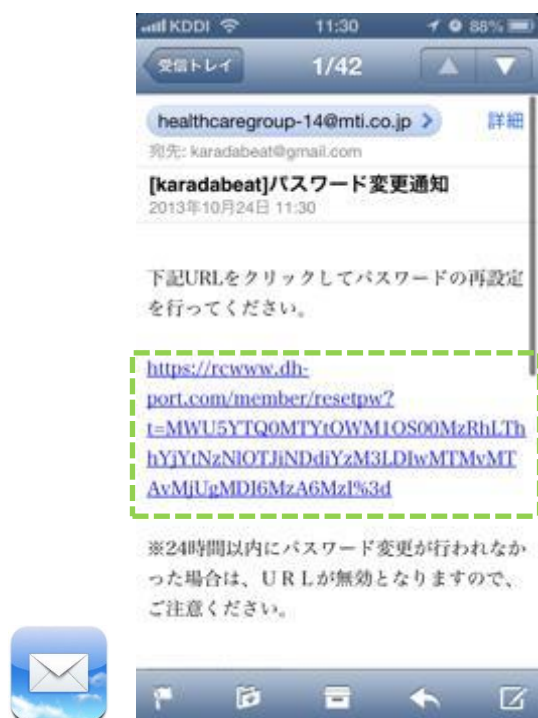 KDDI 11:30 88%
受信トレイ 1/42
healthcaregroup-14@mti.co.jp 詳細
宛先: karadabeat@gmail.com
[karadabeat]パスワード変更通知
2013年10月24日 11:30
下記URLをクリックしてパスワードの再設定
を行ってください。
https://rcwww.dh-
port.com/member/resetpw?
t=MWU5YTQ0MTYtOWM1OS00MzRhLTh
hYjYtNzNlOTJiNDdiYzM3LDIwMTMvMT
AvMjUgMDI6MzA6MzI%3d
※24時間以内にパスワード変更が行われなか
った場合は、ＵＲＬが無効となりますので、
ご注意ください。